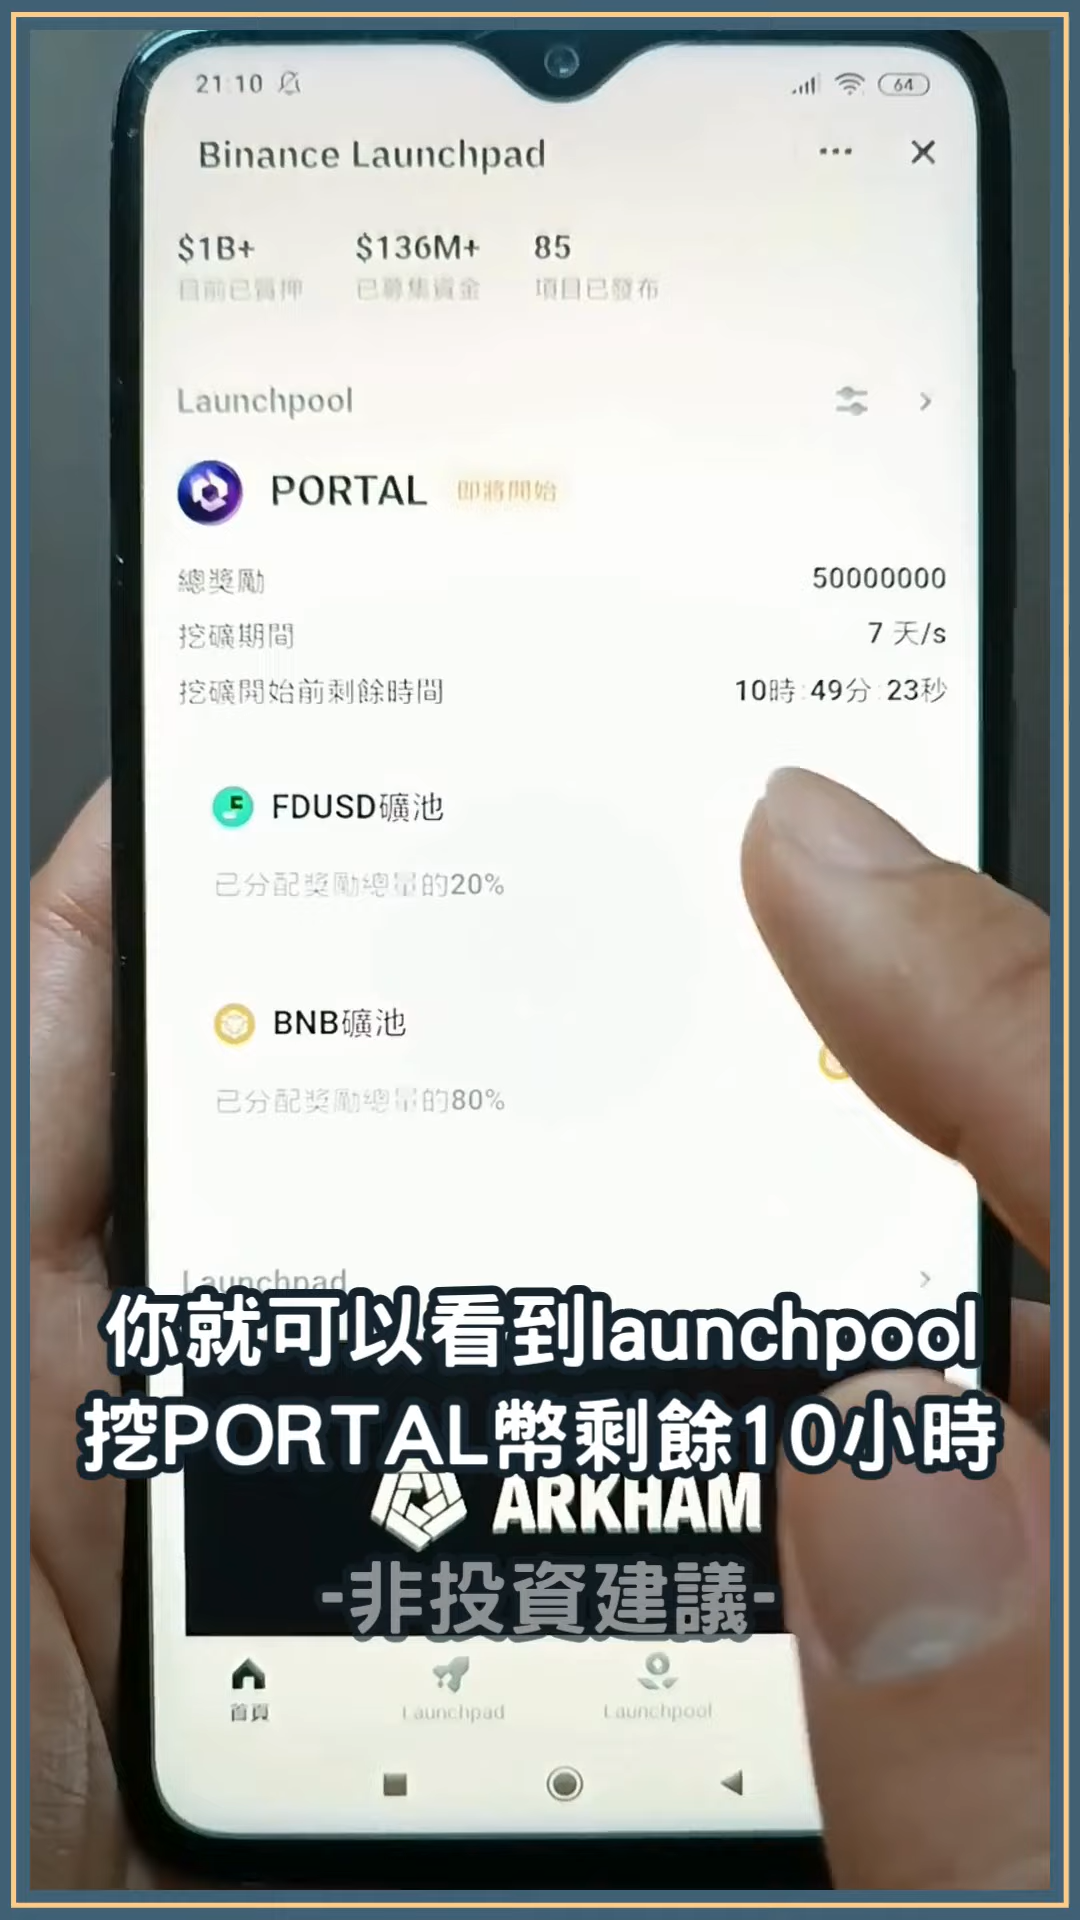 21:10
64
Binance Launchpad
$1B+ $136M+ 85
目前已質押 已募集資金 項目已發布
Launchpool
PORTAL 即將開始
總獎勵 50000000
挖礦期間 7 天/s
挖礦開始前剩餘時間 10時:49分:23秒
FDUSD礦池
已分配獎勵總量的20%
BNB礦池
已分配獎勵總量的80%
Launchpad
你就可以看到launchpool
挖PORTAL幣剩餘10小時
ARKHAM
-非投資建議-
首頁 Launchpad Launchpool